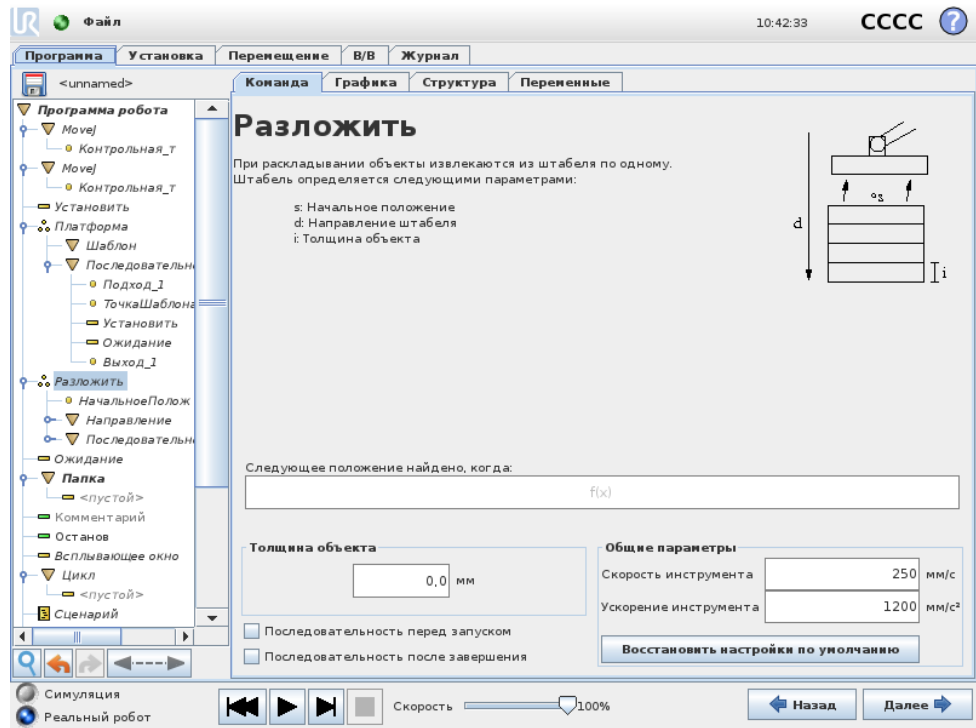 UR Файл 10:42:33 CCCC ?
Программа Установка Перемещение В/В Журнал
<unnamed>
Команда Графика Структура Переменные
Программа робота
MoveJ
Контрольная_т
MoveJ
Контрольная_т
Установить
Платформа
Шаблон
Последовательн
Подход_1
ТочкаШаблона
Установить
Ожидание
Выход_1
Разложить
НачальноеПолож
Направление
Последовательн
Ожидание
Папка
<пустой>
Комментарий
Останов
Всплывающее окно
Цикл
<пустой>
Сценарий
Разложить
При раскладывании объекты извлекаются из штабеля по одному.
Штабель определяется следующими параметрами:
s: Начальное положение
d: Направление штабеля
i: Толщина объекта
s
d
i
Следующее положение найдено, когда:
f(x)
Толщина объекта
0,0 мм
Последовательность перед запуском
Последовательность после завершения
Общие параметры
Скорость инструмента 250 мм/с
Ускорение инструмента 1200 мм/с²
Восстановить настройки по умолчанию
Симуляция
Реальный робот
Скорость 100%
Назад Далее